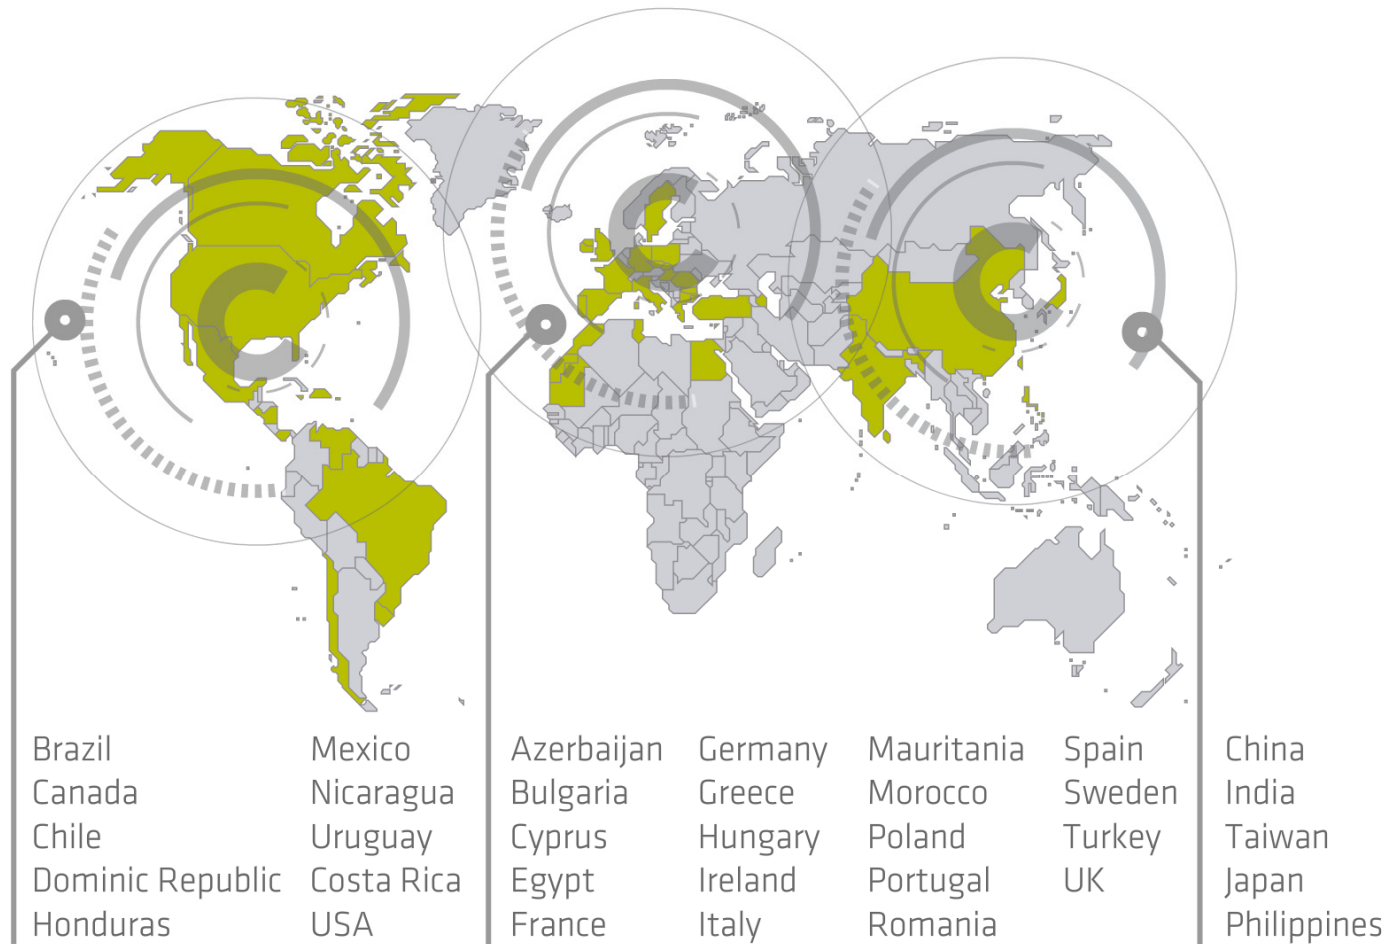 Brazil
Canada
Chile
Dominic Republic
Honduras
Mexico
Nicaragua
Uruguay
Costa Rica
USA
Azerbaijan
Bulgaria
Cyprus
Egypt
France
Germany
Greece
Hungary
Ireland
Italy
Mauritania
Morocco
Poland
Portugal
Romania
Spain
Sweden
Turkey
UK
China
India
Taiwan
Japan
Philippines